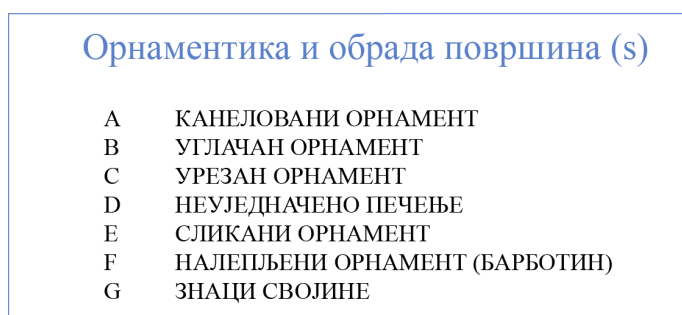 Орнаментика и обрада површина (s)
A КАНЕЛОВАНИ ОРНАМЕНТ
B УГЛАЧАН ОРНАМЕНТ
C УРЕЗАН ОРНАМЕНТ
D НЕУЈЕДНАЧЕНО ПЕЧЕЊЕ
E СЛИКАНИ ОРНАМЕНТ
F НАЛЕПЉЕНИ ОРНАМЕНТ (БАРБОТИН)
G ЗНАЦИ СВОЈИНЕ